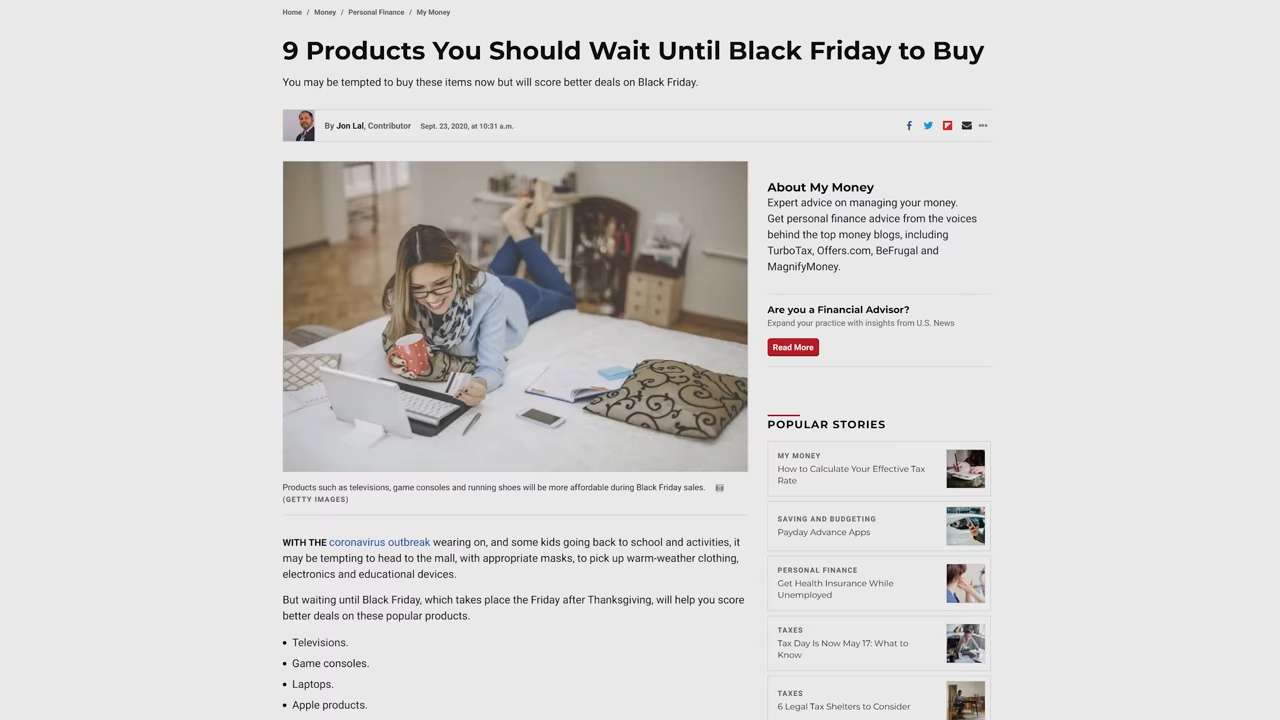 Home / Money / Personal Finance / My Money
9 Products You Should Wait Until Black Friday to Buy
You may be tempted to buy these items now but will score better deals on Black Friday.
By Jon Lal, Contributor Sept. 23, 2020, at 10:31 a.m.
Products such as televisions, game consoles and running shoes will be more affordable during Black Friday sales.
(GETTY IMAGES)
WITH THE coronavirus outbreak wearing on, and some kids going back to school and activities, it
may be tempting to head to the mall, with appropriate masks, to pick up warm-weather clothing,
electronics and educational devices.
But waiting until Black Friday, which takes place the Friday after Thanksgiving, will help you score
better deals on these popular products.
• Televisions.
• Game consoles.
• Laptops.
• Apple products.
About My Money
Expert advice on managing your money.
Get personal finance advice from the voices
behind the top money blogs, including
TurboTax, Offers.com, BeFrugal and
MagnifyMoney.
Are you a Financial Advisor?
Expand your practice with insights from U.S. News
Read More
POPULAR STORIES
MY MONEY
How to Calculate Your Effective Tax
Rate
SAVING AND BUDGETING
Payday Advance Apps
PERSONAL FINANCE
Get Health Insurance While
Unemployed
TAXES
Tax Day Is Now May 17: What to
Know
TAXES
6 Legal Tax Shelters to Consider